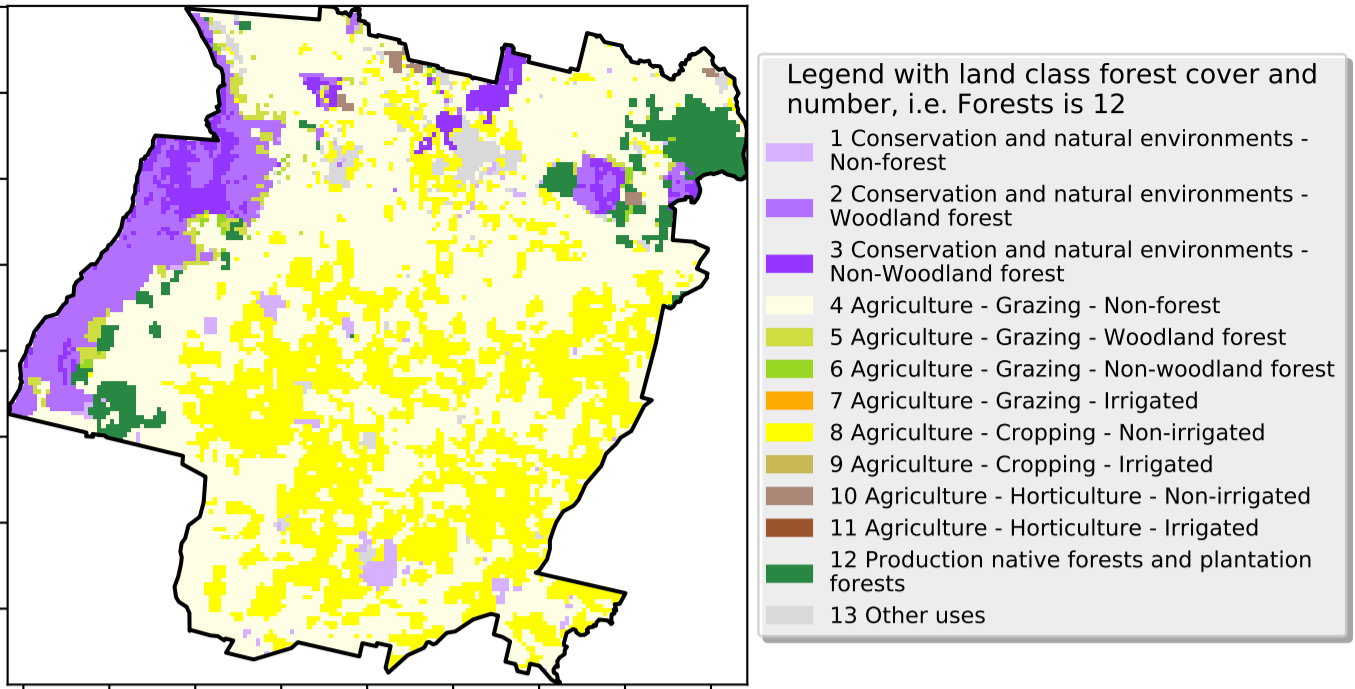 Legend with land class forest cover and
number, i.e. Forests is 12
1 Conservation and natural environments -
Non-forest
2 Conservation and natural environments -
Woodland forest
3 Conservation and natural environments -
Non-Woodland forest
4 Agriculture - Grazing - Non-forest
5 Agriculture - Grazing - Woodland forest
6 Agriculture - Grazing - Non-woodland forest
7 Agriculture - Grazing - Irrigated
8 Agriculture - Cropping - Non-irrigated
9 Agriculture - Cropping - Irrigated
10 Agriculture - Horticulture - Non-irrigated
11 Agriculture - Horticulture - Irrigated
12 Production native forests and plantation
forests
13 Other uses